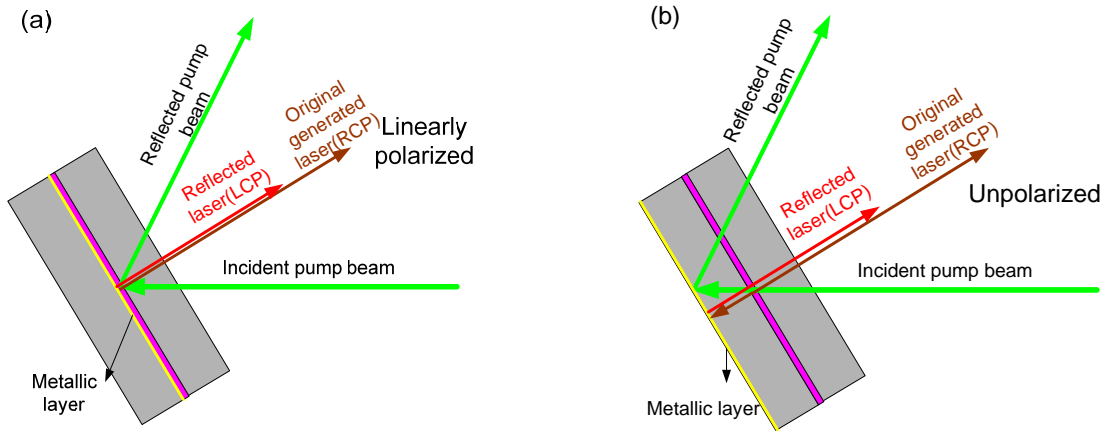 (a)
Reflected pump
beam
Original
generated
laser(RCP)
Linearly
polarized
Reflected
laser(LCP)
Incident pump beam
Metallic
layer
(b)
Reflected pump
beam
Original
generated
laser(RCP)
Unpolarized
Reflected
laser(LCP)
Incident pump beam
Metallic layer